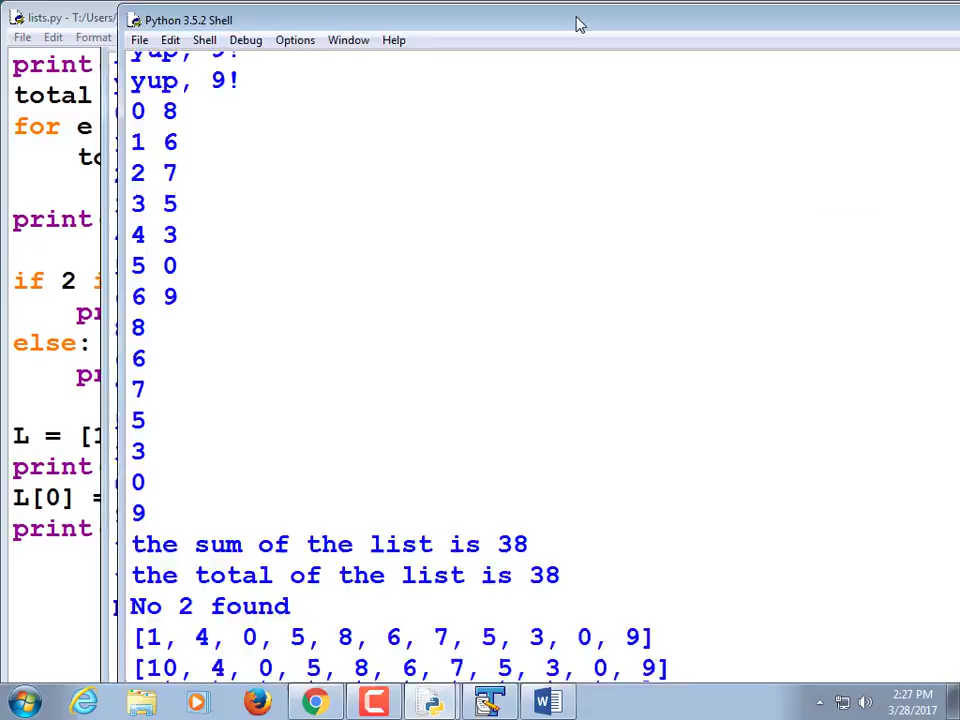 lists.py - T:/Users/
File Edit Format
print
total
for e
to
print
if 2 i
pr
else:
pr
L = [1
print
L[0] =
print
Python 3.5.2 Shell
File Edit Shell Debug Options Window Help
yup, 9!
yup, 9!
0 8
1 6
2 7
3 5
4 3
5 0
6 9
8
6
7
5
3
0
9
the sum of the list is 38
the total of the list is 38
No 2 found
[1, 4, 0, 5, 8, 6, 7, 5, 3, 0, 9]
[10, 4, 0, 5, 8, 6, 7, 5, 3, 0, 9]
2:27 PM
3/28/2017